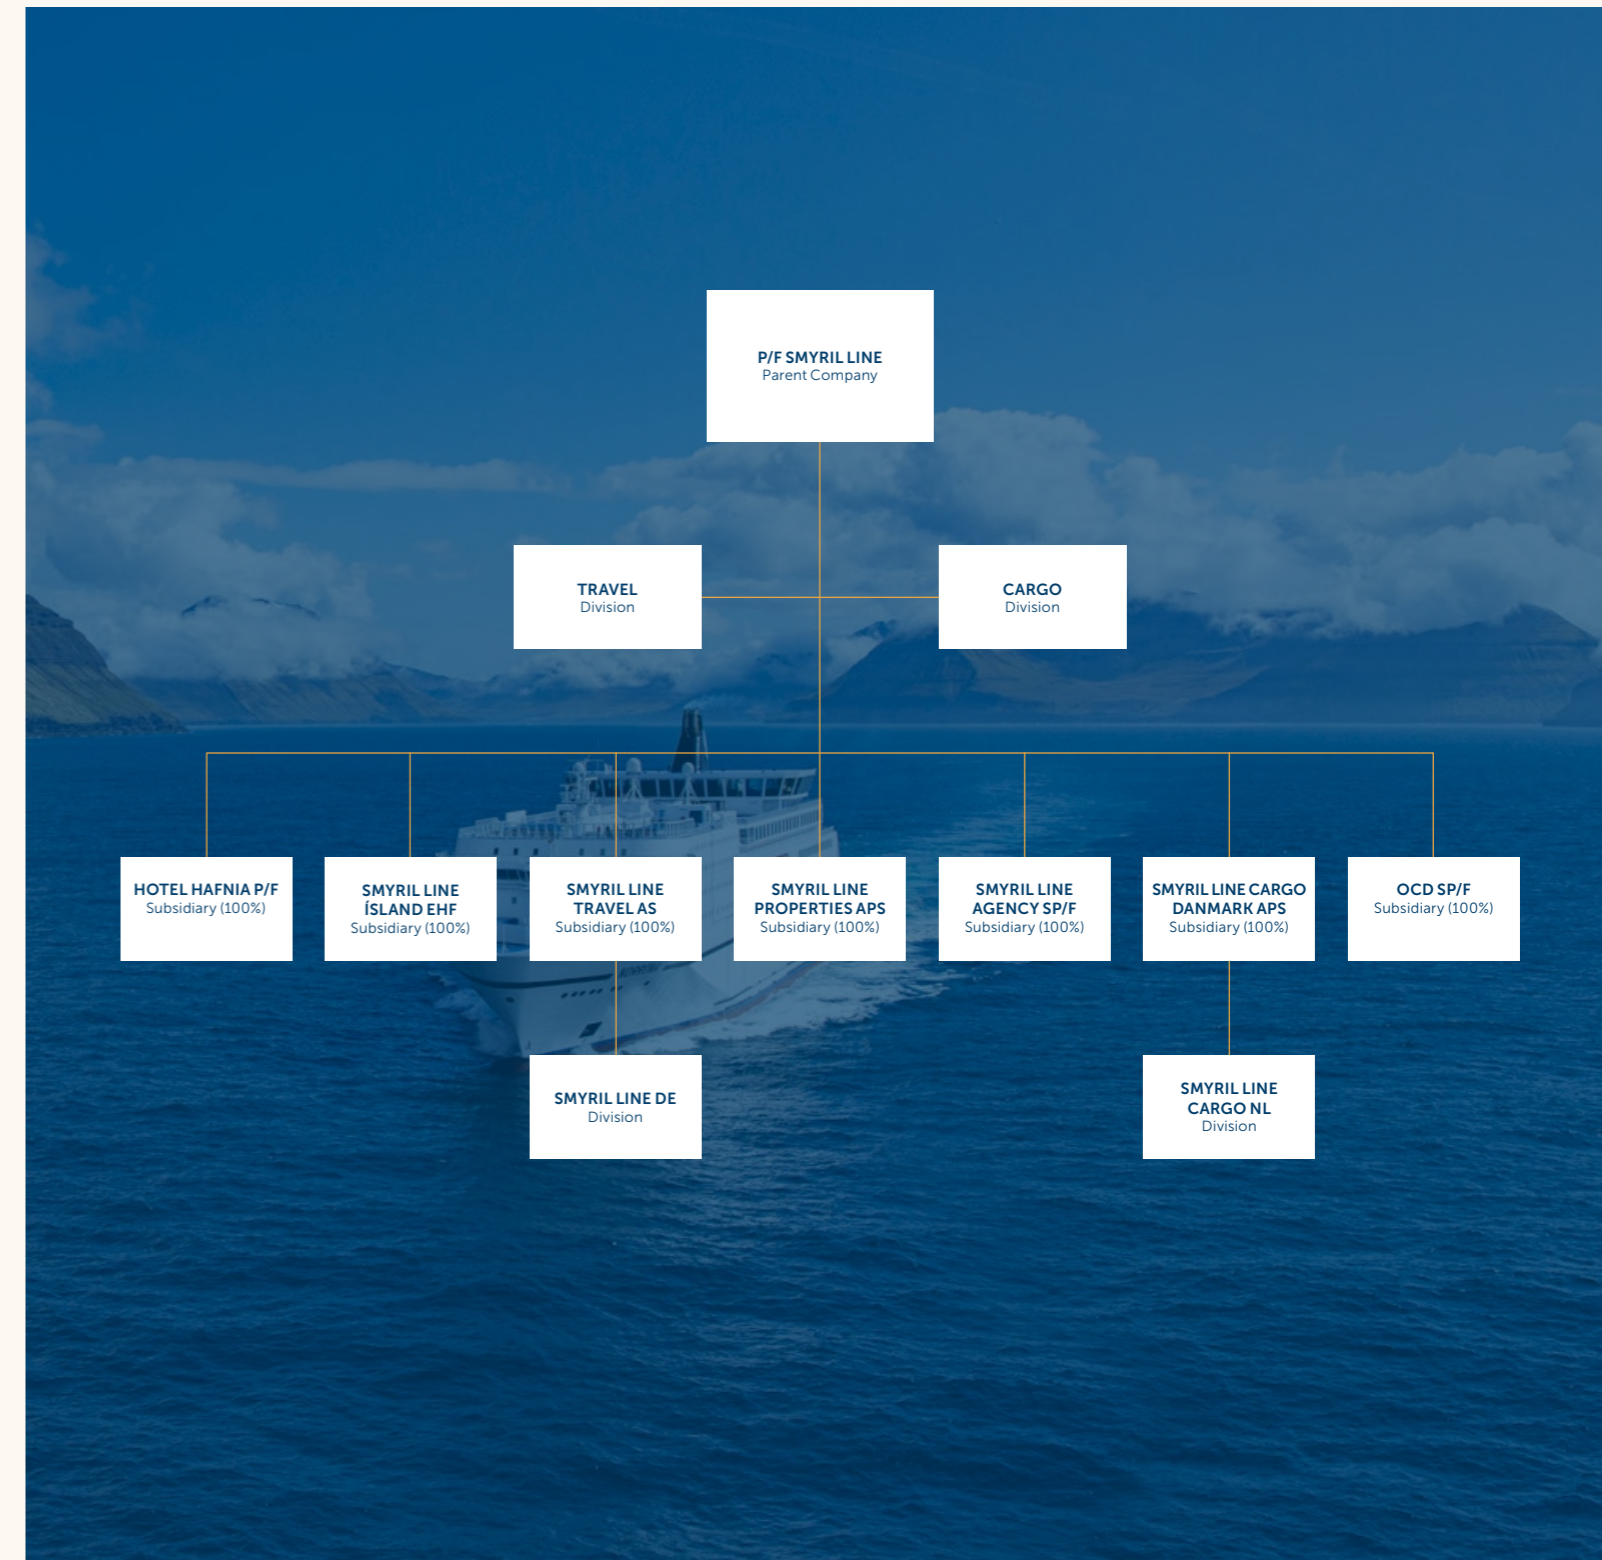 P/F SMYRIL LINE
Parent Company
TRAVEL
Division
CARGO
Division
HOTEL HAFNIA P/F
Subsidiary (100%)
SMYRIL LINE
ÍSLAND EHF
Subsidiary (100%)
SMYRIL LINE
TRAVEL AS
Subsidiary (100%)
SMYRIL LINE
PROPERTIES APS
Subsidiary (100%)
SMYRIL LINE
AGENCY SP/F
Subsidiary (100%)
SMYRIL LINE CARGO
DANMARK APS
Subsidiary (100%)
OCD SP/F
Subsidiary (100%)
SMYRIL LINE DE
Division
SMYRIL LINE
CARGO NL
Division